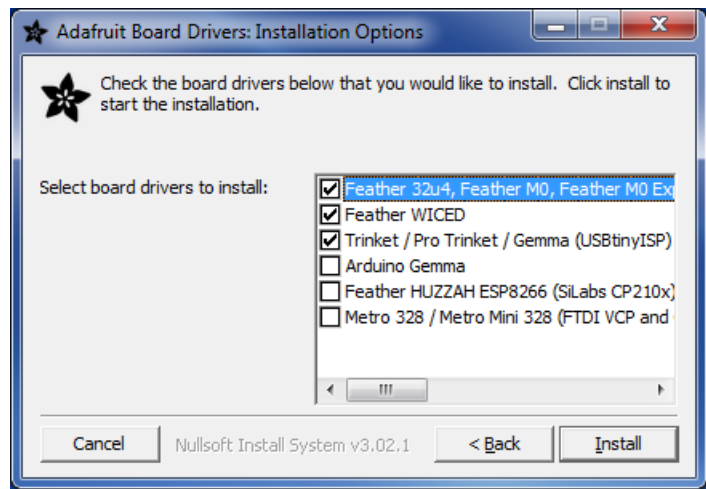 Adafruit Board Drivers: Installation Options
Check the board drivers below that you would like to install. Click install to
start the installation.
Select board drivers to install:
Feather 32u4, Feather M0, Feather M0
Feather WICED
Trinket / Pro Trinket / Gemma (USBtinyISP)
Arduino Gemma
Feather HUZZAH ESP8266 (SiLabs CP210x)
Metro 328 / Metro Mini 328 (FTDI VCP and
Cancel
Nullsoft Install System v3.02.1
< Back
Install